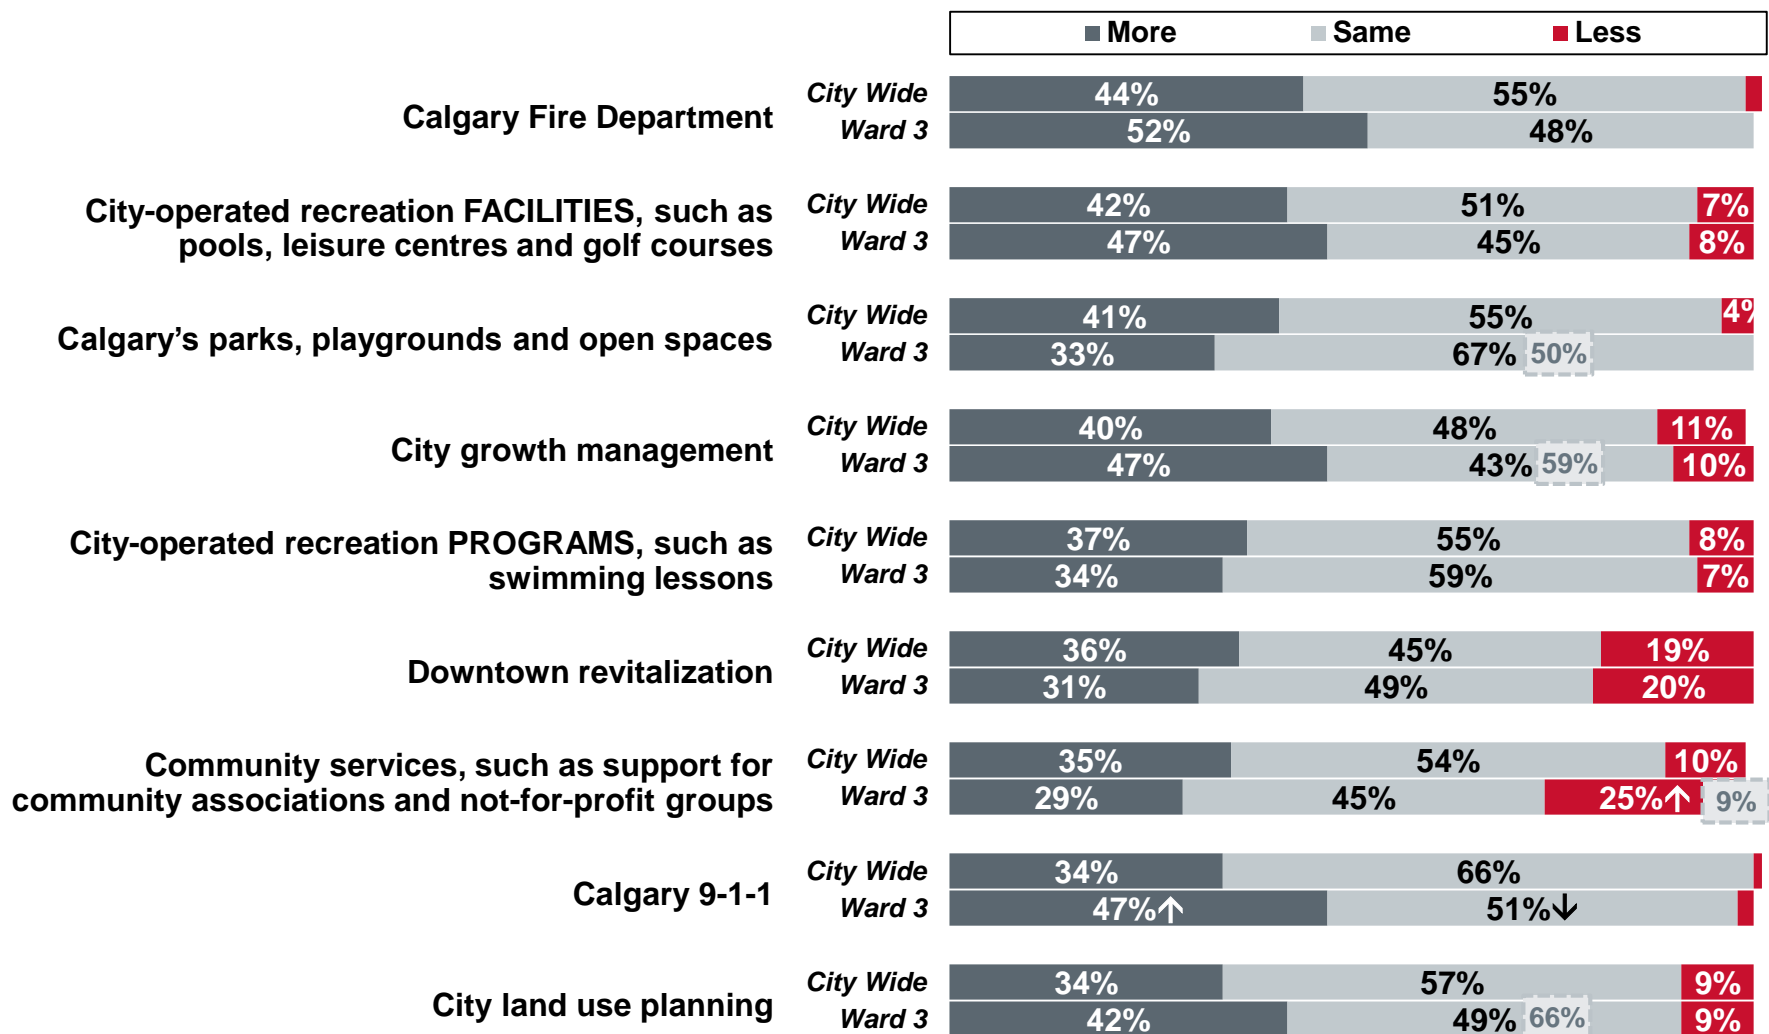 More Same Less
City Wide 44% 55%
Calgary Fire Department
Ward 3 52% 48%
City-operated recreation FACILITIES, such as
pools, leisure centres and golf courses
City Wide 42% 51% 7%
Ward 3 47% 45% 8%
Calgary’s parks, playgrounds and open spaces
City Wide 41% 55% 4%
Ward 3 33% 67% 50%
City growth management
City Wide 40% 48% 11%
Ward 3 47% 43% 59% 10%
City-operated recreation PROGRAMS, such as
swimming lessons
City Wide 37% 55% 8%
Ward 3 34% 59% 7%
Downtown revitalization
City Wide 36% 45% 19%
Ward 3 31% 49% 20%
Community services, such as support for
community associations and not-for-profit groups
City Wide 35% 54% 10%
Ward 3 29% 45% 25%↑ 9%
Calgary 9-1-1
City Wide 34% 66%
Ward 3 47%↑ 51%↓
City land use planning
City Wide 34% 57% 9%
Ward 3 42% 49% 66% 9%